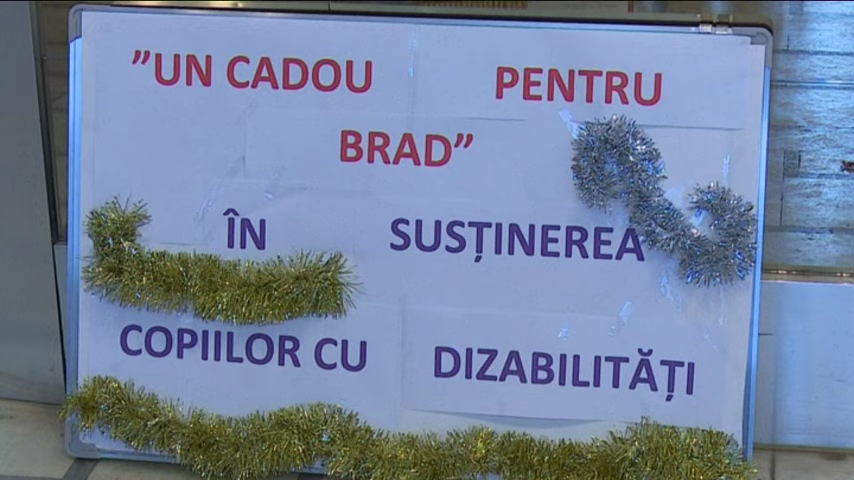 ”UN CADOU PENTRU
BRAD”
ÎN SUSȚINEREA
COPIILOR CU DIZABILITĂȚI